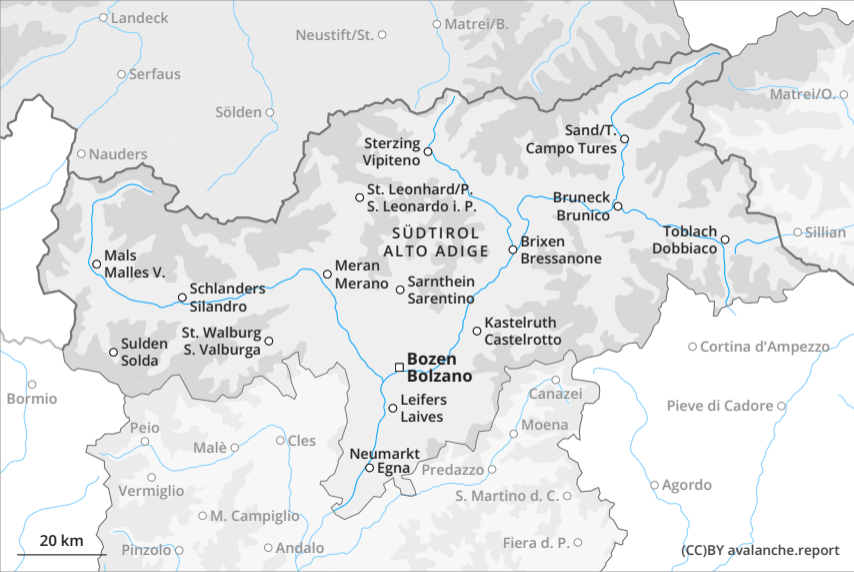 Landeck
Matrei/B.
Neustift/St.
Serfaus
Matrei/O.
Sölden
Sand/T.
Campo Tures
Sterzing
Vipiteno
Nauders
St. Leonhard/P.
S. Leonardo i. P.
Bruneck
Brunico
SÜDTIROL
ALTO ADIGE
Toblach
Dobbiaco
Sillian
Brixen
Bressanone
Mals
Malles V.
Meran
Merano
Sarnthein
Sarentino
Schlanders
Silandro
Kastelruth
Castelrotto
St. Walburg
S. Valburga
Sulden
Solda
Cortina d'Ampezzo
Bozen
Bolzano
Bormio
Canazei
Leifers
Laives
Pieve di Cadore
Peio
Moena
Malè
Cles
Neumarkt
Egna
Predazzo
Vermiglio
Agordo
S. Martino d. C.
M. Campiglio
20 km
Pinzolo
Andalo
Fiera d. P.
(CC)BY avalanche.report